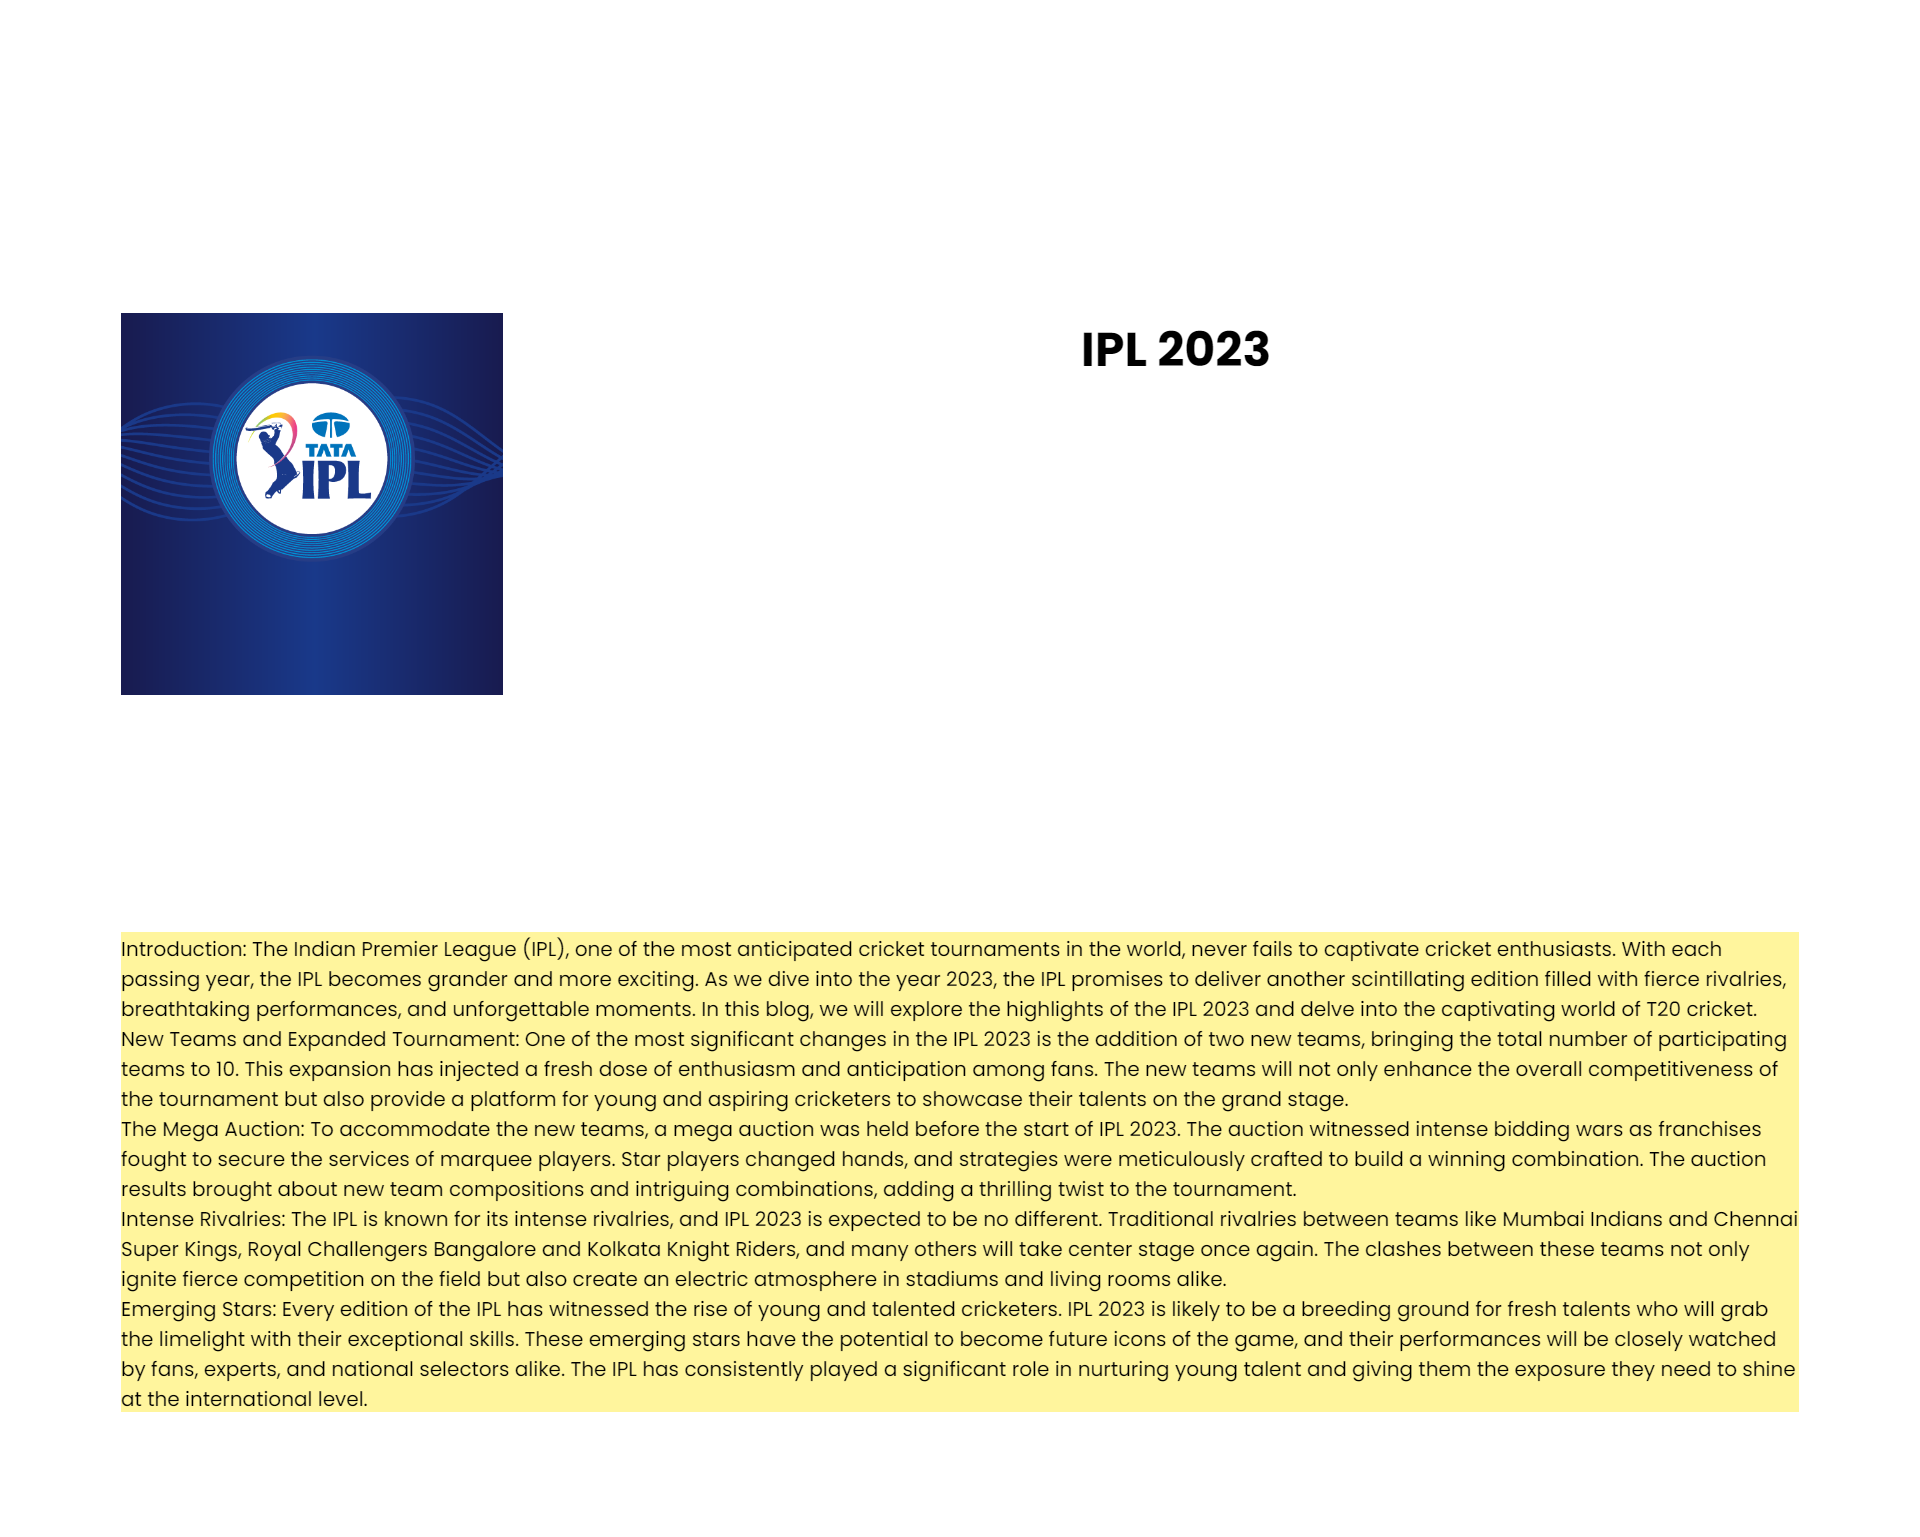 TATA
IPL
IPL 2023
Introduction: The Indian Premier League (IPL), one of the most anticipated cricket tournaments in the world, never fails to captivate cricket enthusiasts. With each
passing year, the IPL becomes grander and more exciting. As we dive into the year 2023, the IPL promises to deliver another scintillating edition filled with fierce rivalries,
breathtaking performances, and unforgettable moments. In this blog, we will explore the highlights of the IPL 2023 and delve into the captivating world of T20 cricket.
New Teams and Expanded Tournament: One of the most significant changes in the IPL 2023 is the addition of two new teams, bringing the total number of participating
teams to 10. This expansion has injected a fresh dose of enthusiasm and anticipation among fans. The new teams will not only enhance the overall competitiveness of
the tournament but also provide a platform for young and aspiring cricketers to showcase their talents on the grand stage.
The Mega Auction: To accommodate the new teams, a mega auction was held before the start of IPL 2023. The auction witnessed intense bidding wars as franchises
fought to secure the services of marquee players. Star players changed hands, and strategies were meticulously crafted to build a winning combination. The auction
results brought about new team compositions and intriguing combinations, adding a thrilling twist to the tournament.
Intense Rivalries: The IPL is known for its intense rivalries, and IPL 2023 is expected to be no different. Traditional rivalries between teams like Mumbai Indians and Chennai
Super Kings, Royal Challengers Bangalore and Kolkata Knight Riders, and many others will take center stage once again. The clashes between these teams not only
ignite fierce competition on the field but also create an electric atmosphere in stadiums and living rooms alike.
Emerging Stars: Every edition of the IPL has witnessed the rise of young and talented cricketers. IPL 2023 is likely to be a breeding ground for fresh talents who will grab
the limelight with their exceptional skills. These emerging stars have the potential to become future icons of the game, and their performances will be closely watched
by fans, experts, and national selectors alike. The IPL has consistently played a significant role in nurturing young talent and giving them the exposure they need to shine
at the international level.